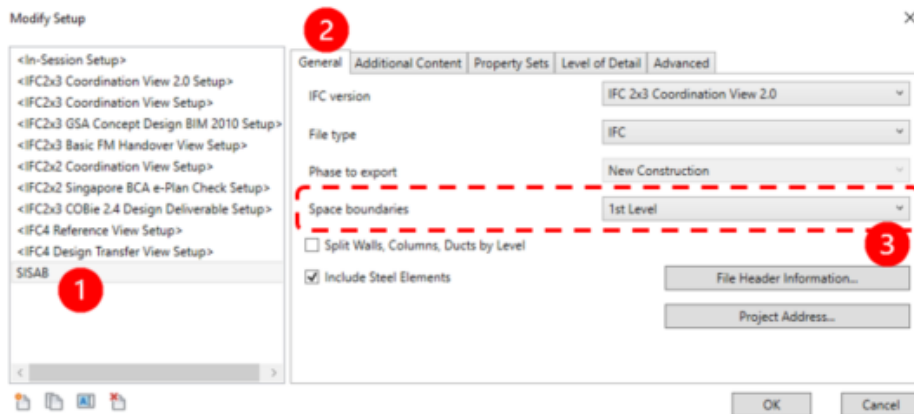 Modify Setup
<In-Session Setup>
<IFC2x3 Coordination View 2.0 Setup>
<IFC2x3 Coordination View Setup>
<IFC2x3 GSA Concept Design BIM 2010 Setup>
<IFC2x3 Basic FM Handover View Setup>
<IFC2x2 Coordination View Setup>
<IFC2x2 Singapore BCA e-Plan Check Setup>
<IFC2x3 COBie 2.4 Design Deliverable Setup>
<IFC4 Reference View Setup>
<IFC4 Design Transfer View Setup>
SISAB
1
2
General Additional Content Property Sets Level of Detail Advanced
IFC version IFC 2x3 Coordination View 2.0
File type IFC
Phase to export New Construction
Space boundaries 1st Level
3
Split Walls, Columns, Ducts by Level
Include Steel Elements
File Header Information...
Project Address...
OK Cancel